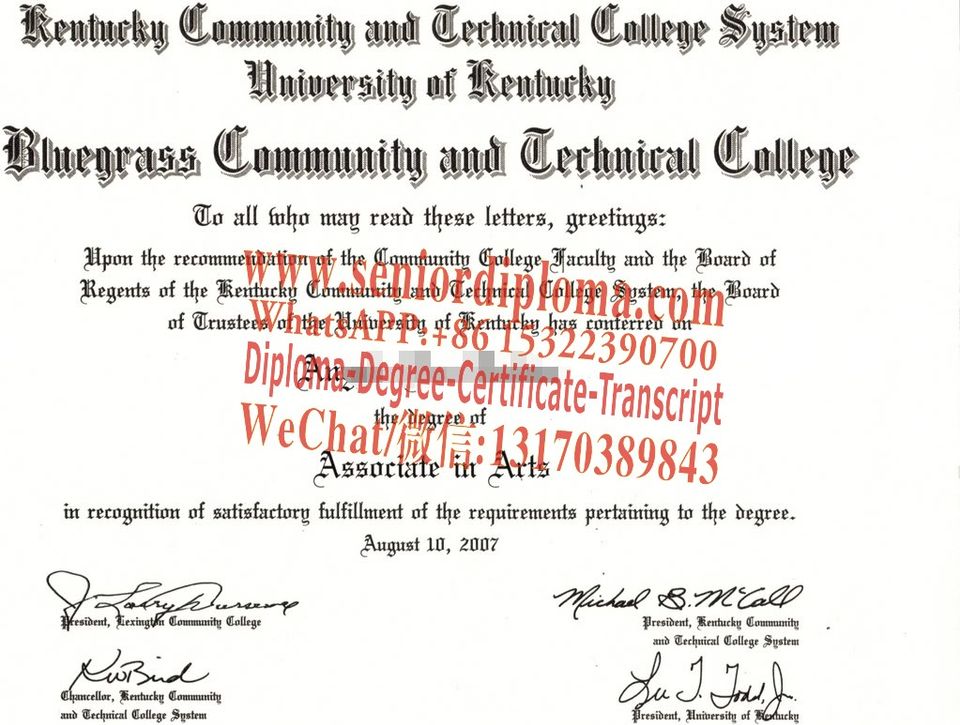 Kentucky Community and Technical College System
University of Kentucky
Bluegrass Community and Technical College
To all who may read these letters, greetings:
Upon the recommendation of the Community College Faculty and the Board of
Regents of the Kentucky Community and Technical College System, the Board
of Trustees of the University of Kentucky has conferred on
www.seniordiploma.com
WhatsAPP:+86 15322390700
Diploma-Degree-Certificate-Transcript
WeChat/微信:13170389843
the degree of
Associate in Arts
in recognition of satisfactory fulfillment of the requirements pertaining to the degree.
August 10, 2007
President, Lexington Community College
Michael B. McCall
President, Kentucky Community
and Technical College System
Chancellor, Kentucky Community
and Technical College System
Lee T. Todd, Jr.
President, University of Kentucky